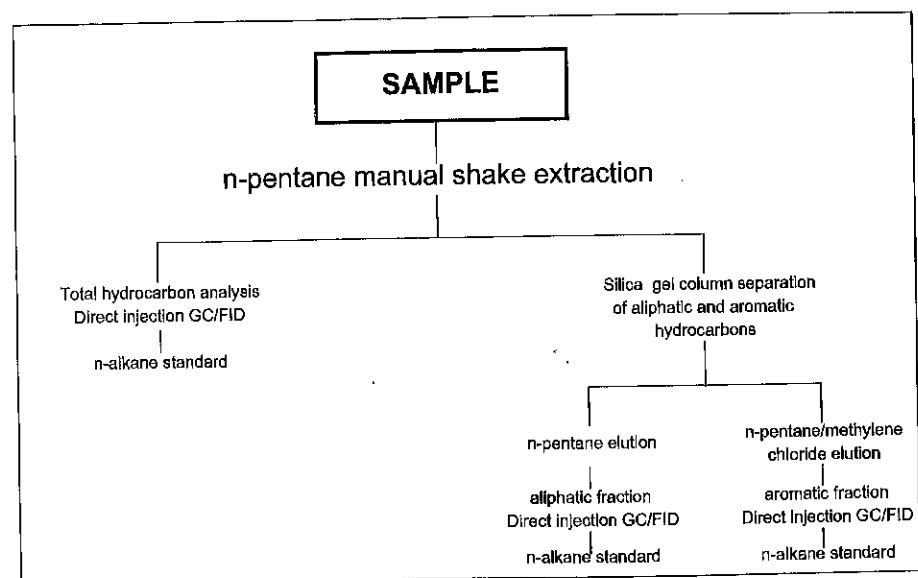 SAMPLE
n-pentane manual shake extraction
Total hydrocarbon analysis
Direct injection GC/FID
n-alkane standard
Silica gel column separation
of aliphatic and aromatic
hydrocarbons
n-pentane elution
aliphatic fraction
Direct injection GC/FID
n-alkane standard
n-pentane/methylene
chloride elution
aromatic fraction
Direct Injection GC/FID
n-alkane standard